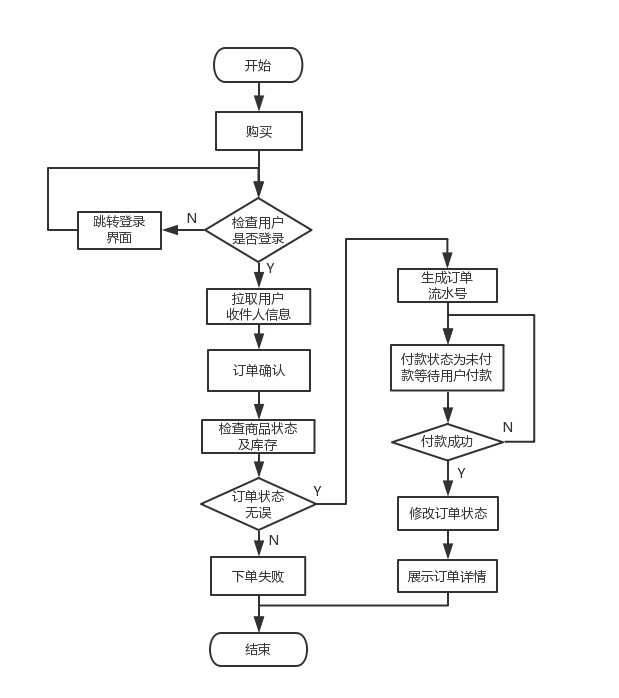 开始
购买
检查用户
是否登录
N
跳转登录
界面
Y
拉取用户
收件人信息
订单确认
检查商品状态
及库存
订单状态
无误
Y
N
下单失败
结束
生成订单
流水号
付款状态为未付
款等待用户付款
付款成功
N
Y
修改订单状态
展示订单详情